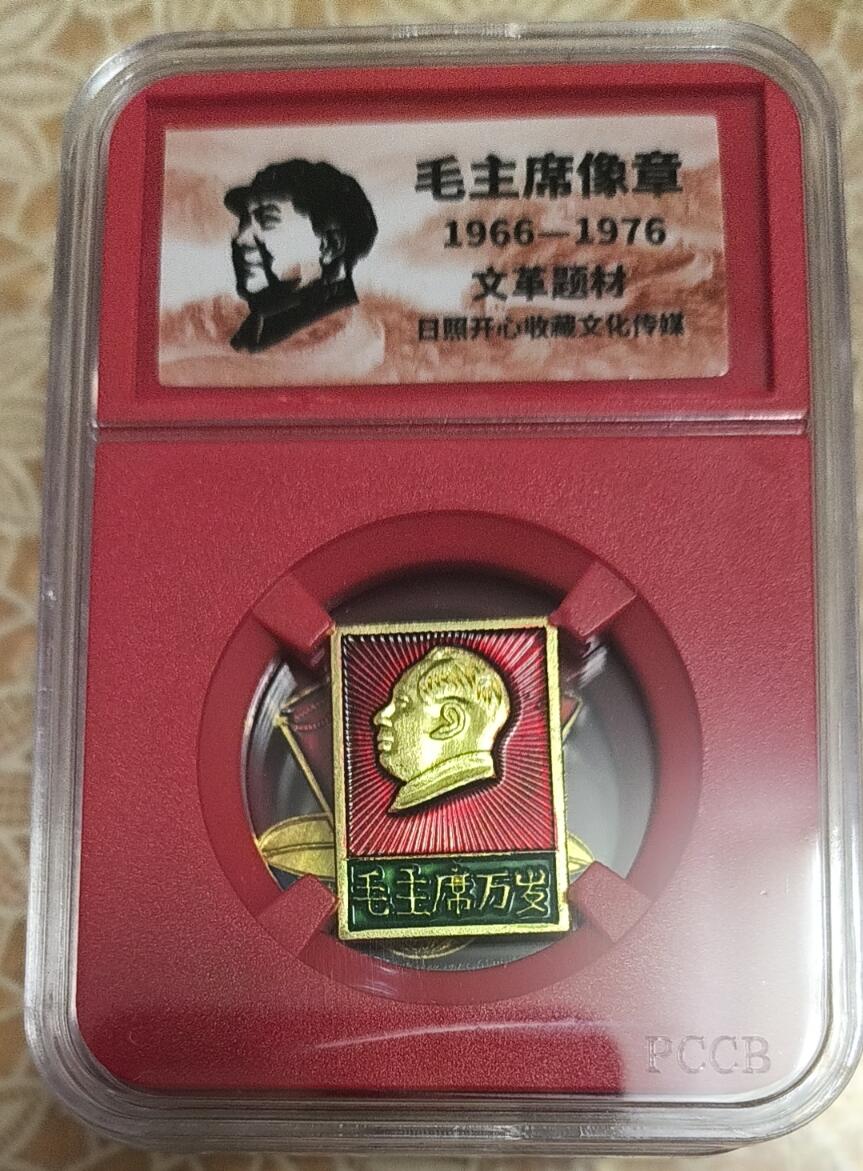 毛主席像章
1966—1976
文革题材
日照开心收藏文化传媒
毛主席万岁
PCCB